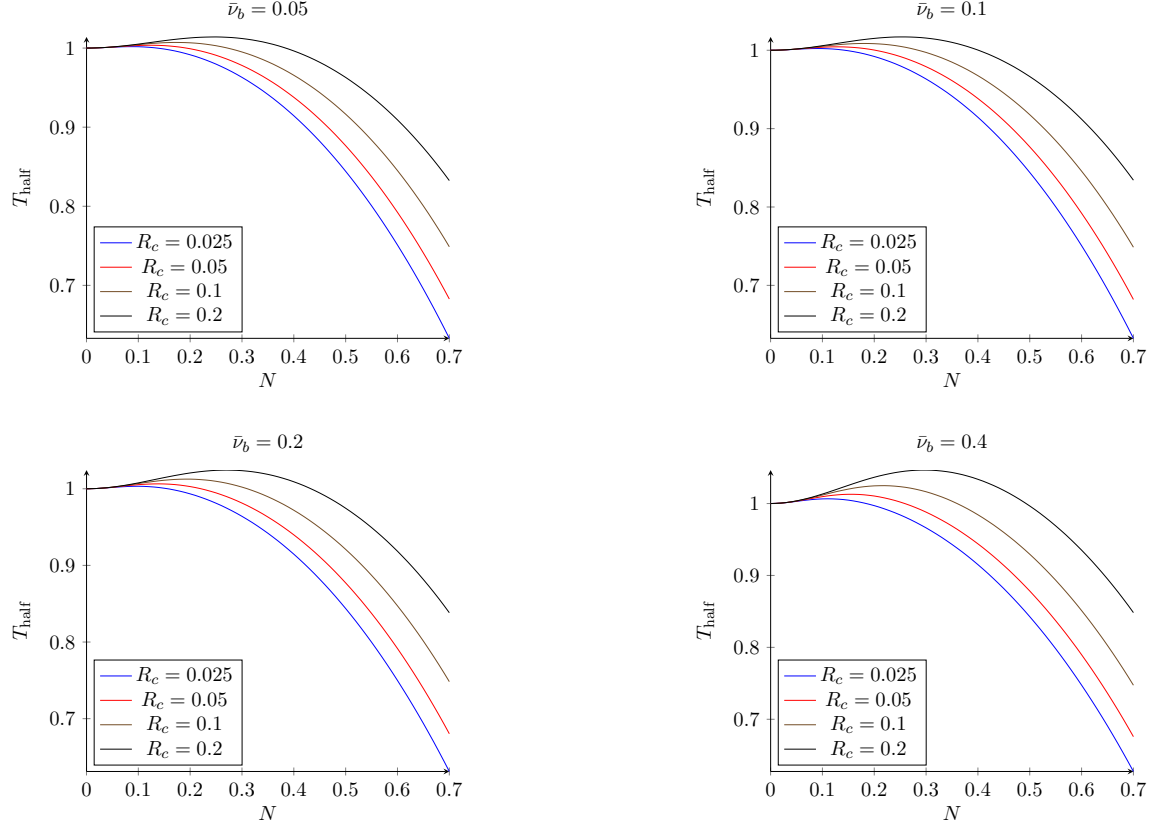 ν̄_b = 0.05
1
0.9
0.8
0.7
T_half
R_c = 0.025
R_c = 0.05
R_c = 0.1
R_c = 0.2
0 0.1 0.2 0.3 0.4 0.5 0.6 0.7
N
ν̄_b = 0.1
1
0.9
0.8
0.7
T_half
R_c = 0.025
R_c = 0.05
R_c = 0.1
R_c = 0.2
0 0.1 0.2 0.3 0.4 0.5 0.6 0.7
N
ν̄_b = 0.2
1
0.9
0.8
0.7
T_half
R_c = 0.025
R_c = 0.05
R_c = 0.1
R_c = 0.2
0 0.1 0.2 0.3 0.4 0.5 0.6 0.7
N
ν̄_b = 0.4
1
0.9
0.8
0.7
T_half
R_c = 0.025
R_c = 0.05
R_c = 0.1
R_c = 0.2
0 0.1 0.2 0.3 0.4 0.5 0.6 0.7
N